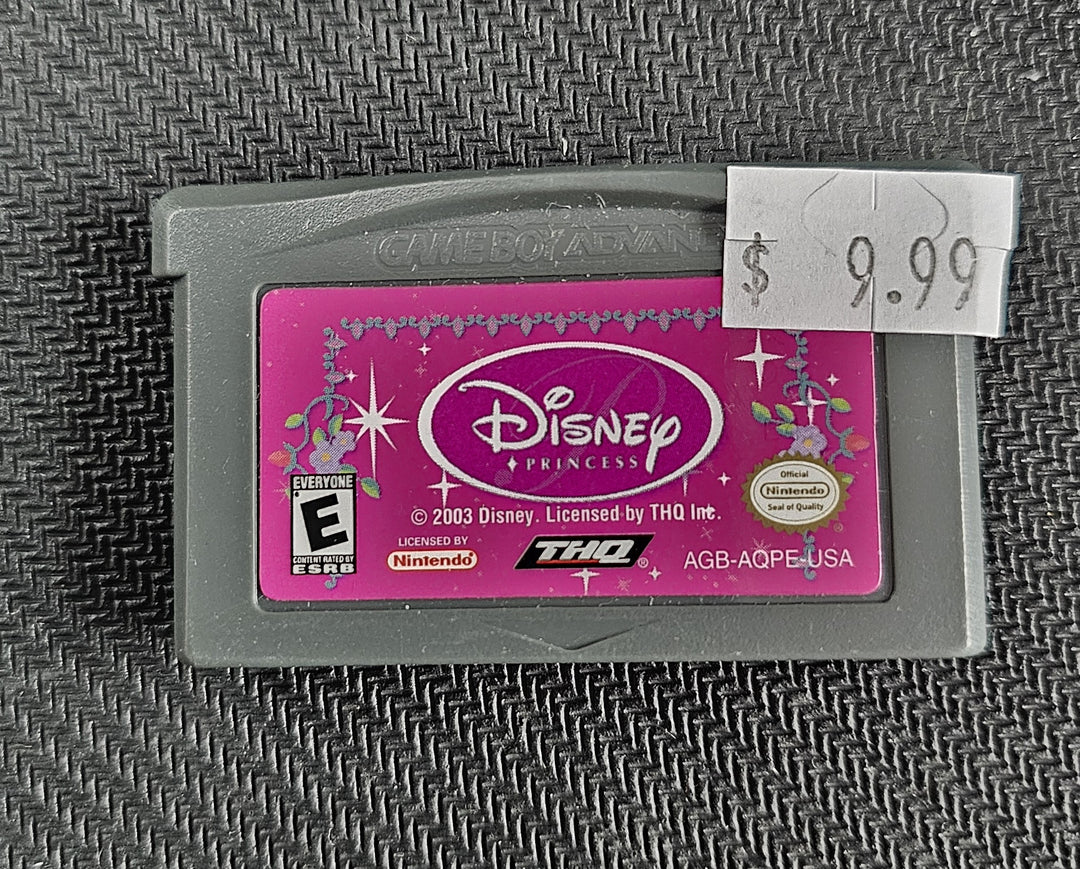 GAME BOY ADVAN
$ 9.99
Disney
PRINCESS
© 2003 Disney. Licensed by THQ Inc.
EVERYONE
E
CONTENT RATED BY
ESRB
LICENSED BY
Nintendo®
THQ®
AGB-AQPE-USA
Official
Nintendo
Seal of Quality